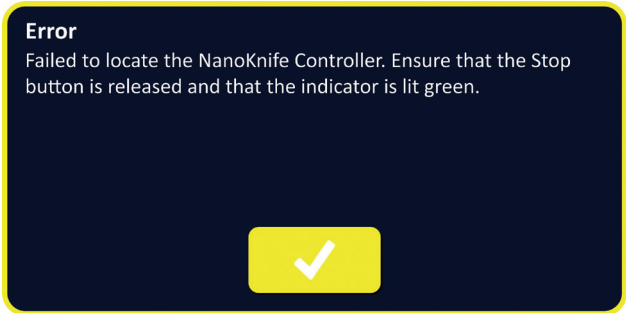 Error
Failed to locate the NanoKnife Controller. Ensure that the Stop
button is released and that the indicator is lit green.